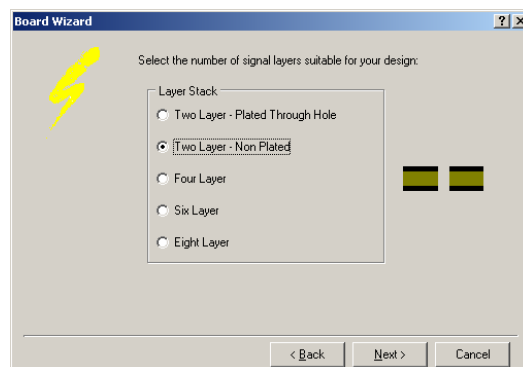 Board Wizard
Select the number of signal layers suitable for your design:
Layer Stack
Two Layer - Plated Through Hole
Two Layer - Non Plated
Four Layer
Six Layer
Eight Layer
< Back
Next >
Cancel